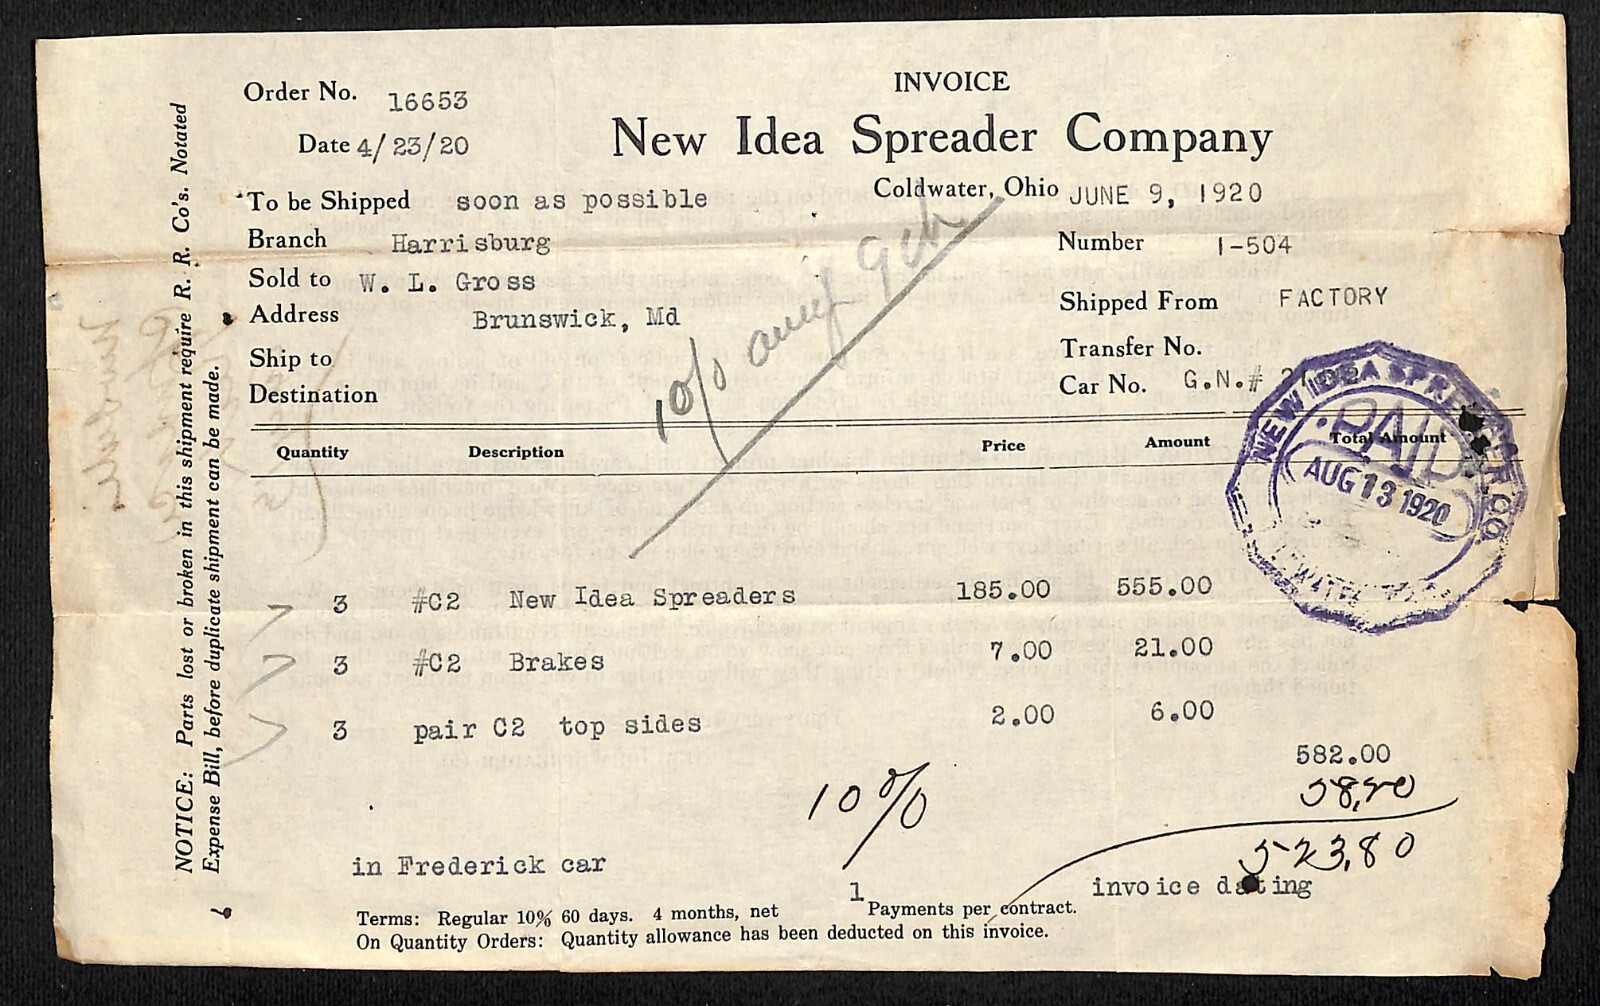 INVOICE
Order No. 16653
New Idea Spreader Company
Date 4/23/20
To be Shipped soon as possible
Coldwater, Ohio JUNE 9, 1920
Branch Harrisburg
Number I-504
Sold to W. L. Gross
Shipped From FACTORY
Address Brunswick, Md
Transfer No.
Ship to
Car No. G.N.#
Destination
10%
NEW IDEA SPREADER CO.
PAID
AUG 13 1920
Quantity Description Price Amount Total Amount
3 #C2 New Idea Spreaders 185.00 555.00
3 #C2 Brakes 7.00 21.00
3 pair C2 top sides 2.00 6.00
582.00
10% 58,20
523,80
in Frederick car
invoice dating
1
Terms: Regular 10% 60 days. 4 months, net Payments per contract.
On Quantity Orders: Quantity allowance has been deducted on this invoice.
NOTICE: Parts lost or broken in this shipment require R. R. Co's. Notated
Expense Bill, before duplicate shipment can be made.